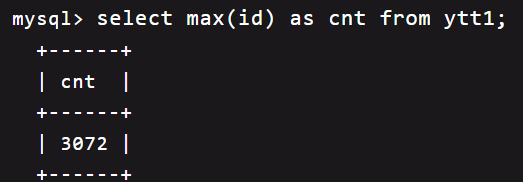 mysql> select max(id) as cnt from ytt1;
+------+
| cnt  |
+------+
| 3072 |
+------+